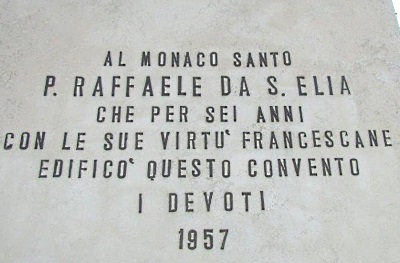 AL MONACO SANTO
P. RAFFAELE DA S. ELIA
CHE PER SEI ANNI
CON LE SUE VIRTU' FRANCESCANE
EDIFICO' QUESTO CONVENTO
I DEVOTI
1957